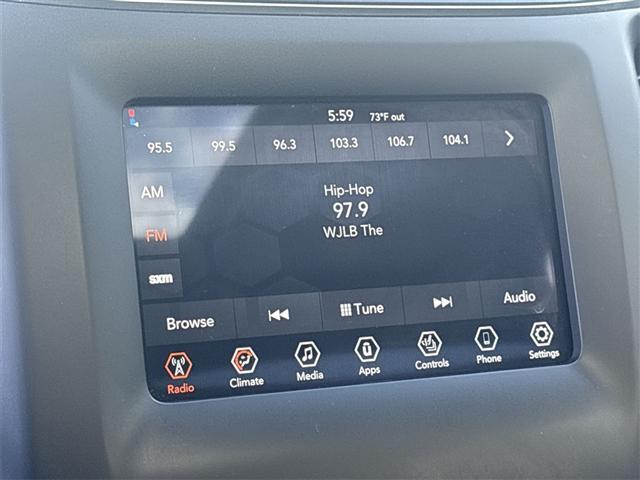 5:59 73°F out
95.5 99.5 96.3 103.3 106.7 104.1
AM
Hip-Hop
97.9
FM
WJLB The
sxm
Browse Tune Audio
Radio Climate Media Apps Controls Phone Settings